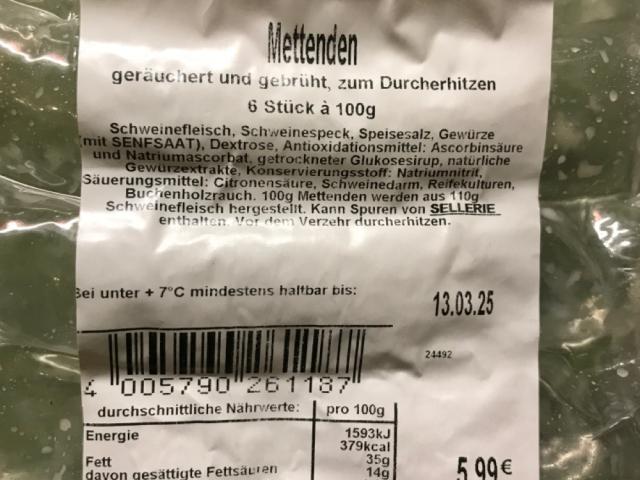 Mettenden
geräuchert und gebrüht, zum Durcherhitzen
6 Stück à 100g
Schweinefleisch, Schweinespeck, Speisesalz, Gewürze
(mit SENFSAAT), Dextrose, Antioxidationsmittel: Ascorbinsäure
und Natriumascorbat, getrockneter Glukosesirup, natürliche
Gewürzextrakte, Konservierungsstoff: Natriumnitrit,
Säuerungsmittel: Citronensäure, Schweinedarm, Reifekulturen,
Buchenholzrauch. 100g Mettenden werden aus 110g
Schweinefleisch hergestellt. Kann Spuren von SELLERIE
enthalten. Vor dem Verzehr durcherhitzen.
Bei unter + 7°C mindestens haltbar bis:
13.03.25
24492
4 005790 261187
durchschnittliche Nährwerte: pro 100g
Energie 1593kJ
379kcal
Fett 35g
davon gesättigte Fettsäuren 14g
5,99€